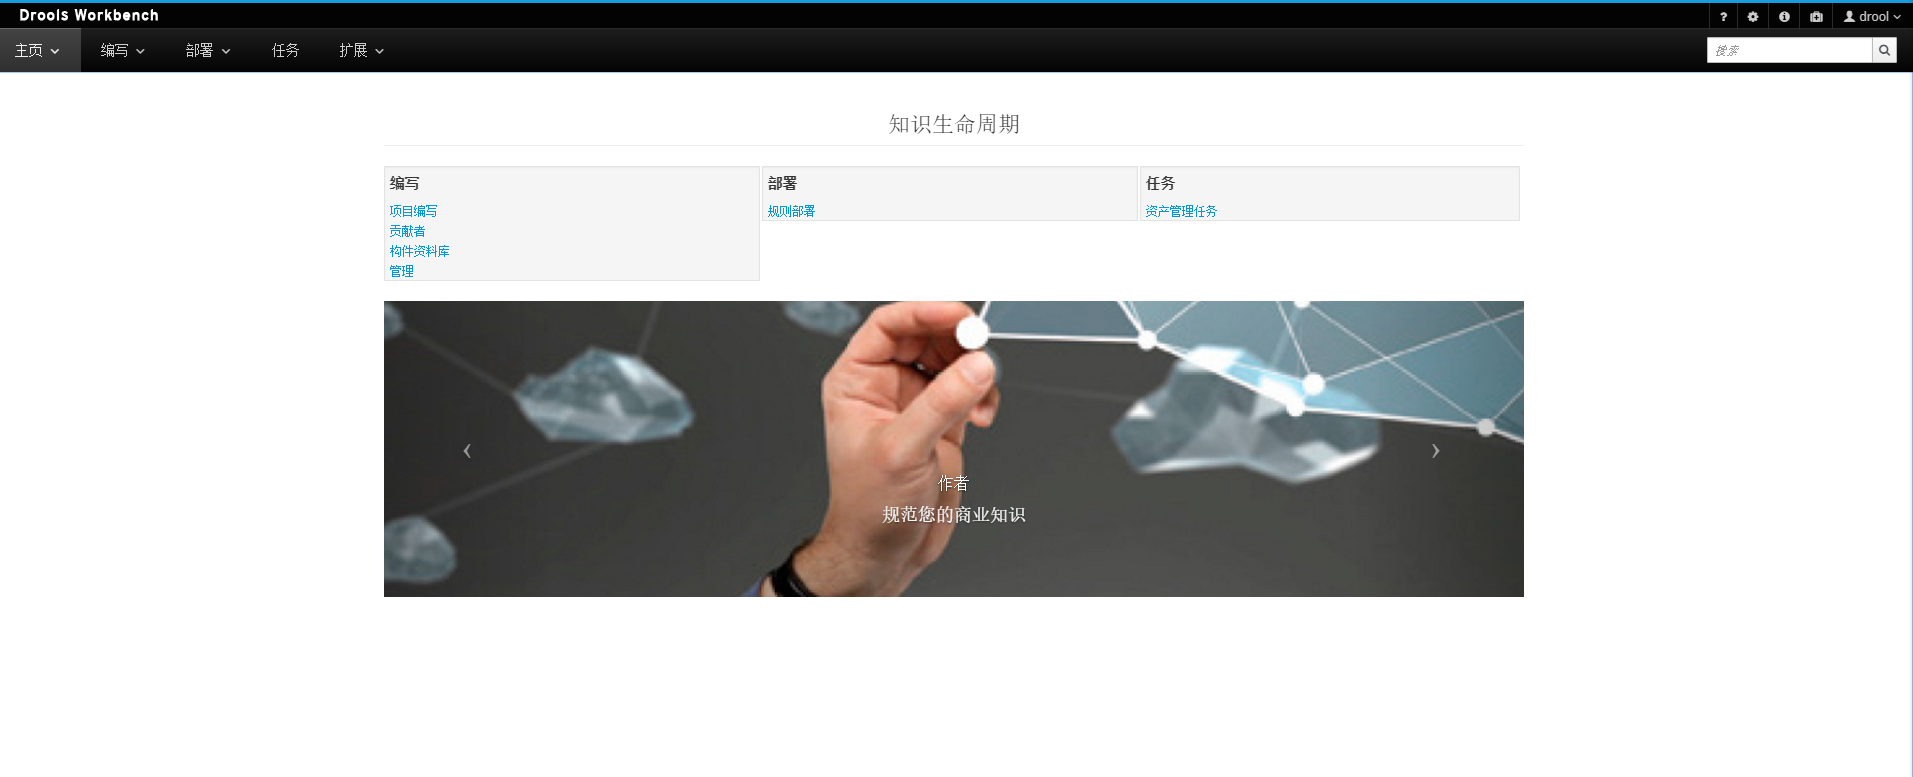 Drools Workbench
? drool
主页 编写 部署 任务 扩展
搜索
知识生命周期
编写
项目编写
贡献者
构件资料库
管理
部署
规则部署
任务
资产管理任务
作者
规范您的商业知识